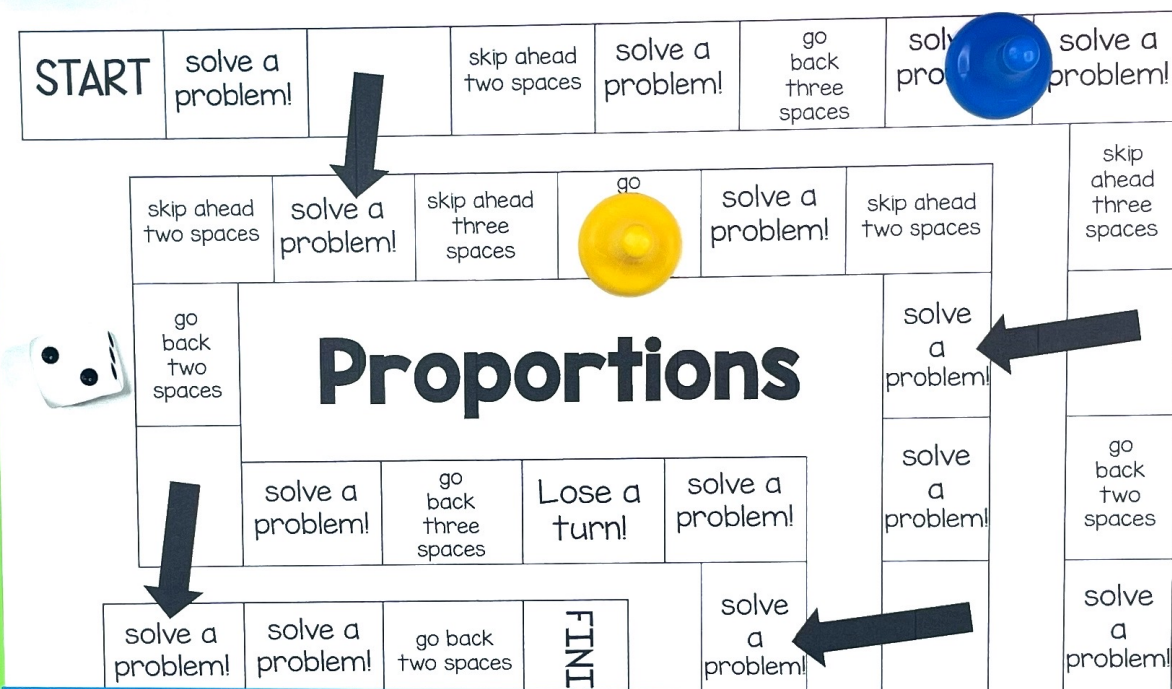 START
solve a
problem!
skip ahead
two spaces
solve a
problem!
go
back
three
spaces
solve a
problem!
skip
ahead
three
spaces
skip ahead
two spaces
solve a
problem!
skip ahead
three
spaces
go
solve a
problem!
skip ahead
two spaces
go
back
two
spaces
Proportions
solve
a
problem!
solve
a
problem!
go
back
two
spaces
solve a
problem!
go
back
three
spaces
Lose a
turn!
solve a
problem!
solve
a
problem!
solve
a
problem!
solve a
problem!
solve a
problem!
go back
two spaces